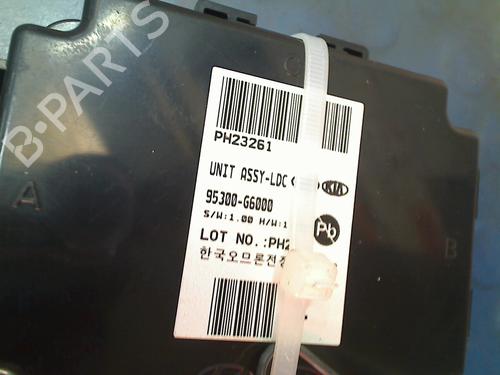 B-PARTS
PH23261
UNIT ASSY-LDC
KIA
95300-G6000
S/W:1.00 H/W:1
Pb
LOT NO.:PH2
한국오므론전장
A
B